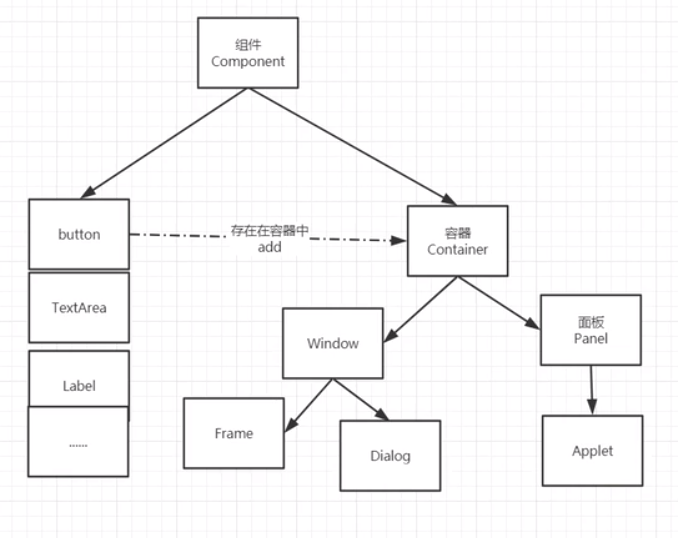 组件
Component
button
存在在容器中
add
容器
Container
TextArea
Window
面板
Panel
Label
Frame
Dialog
Applet
......